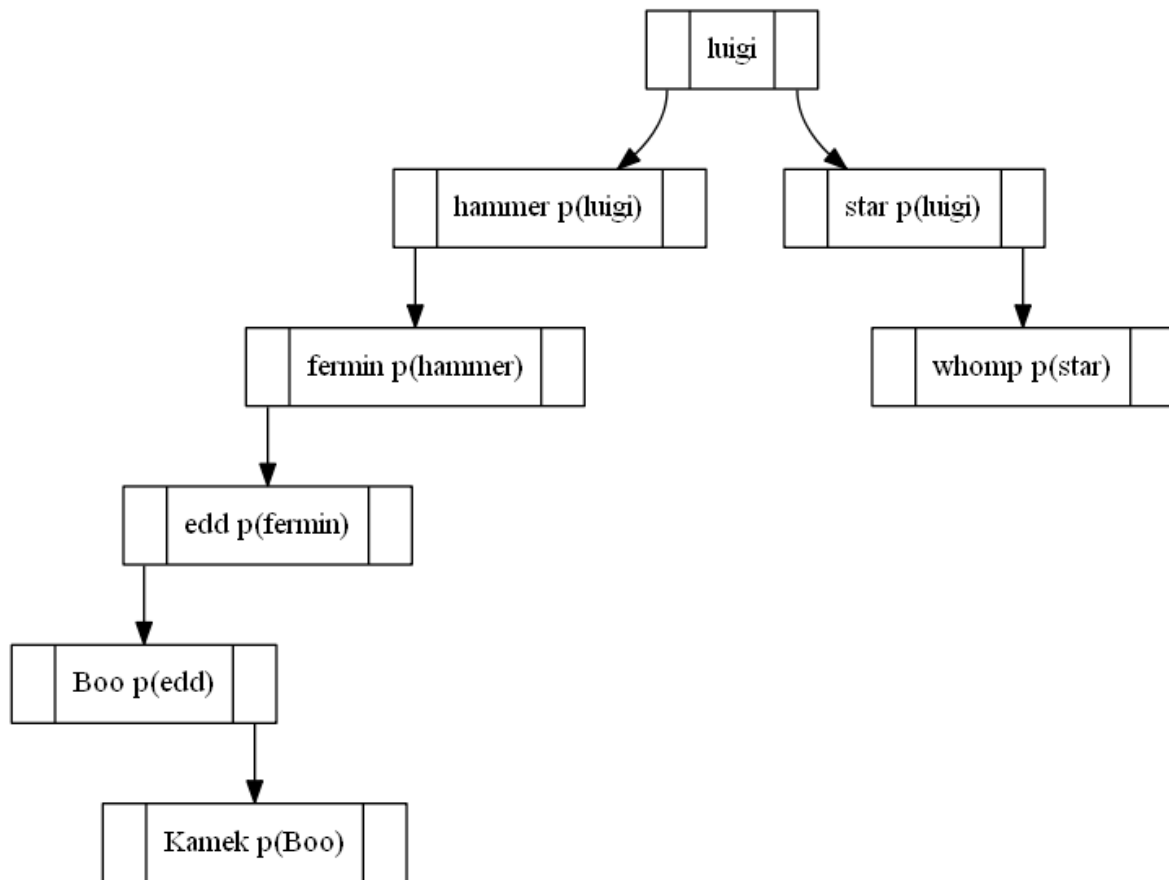 luigi
hammer p(luigi)
star p(luigi)
fermin p(hammer)
whomp p(star)
edd p(fermin)
Boo p(edd)
Kamek p(Boo)